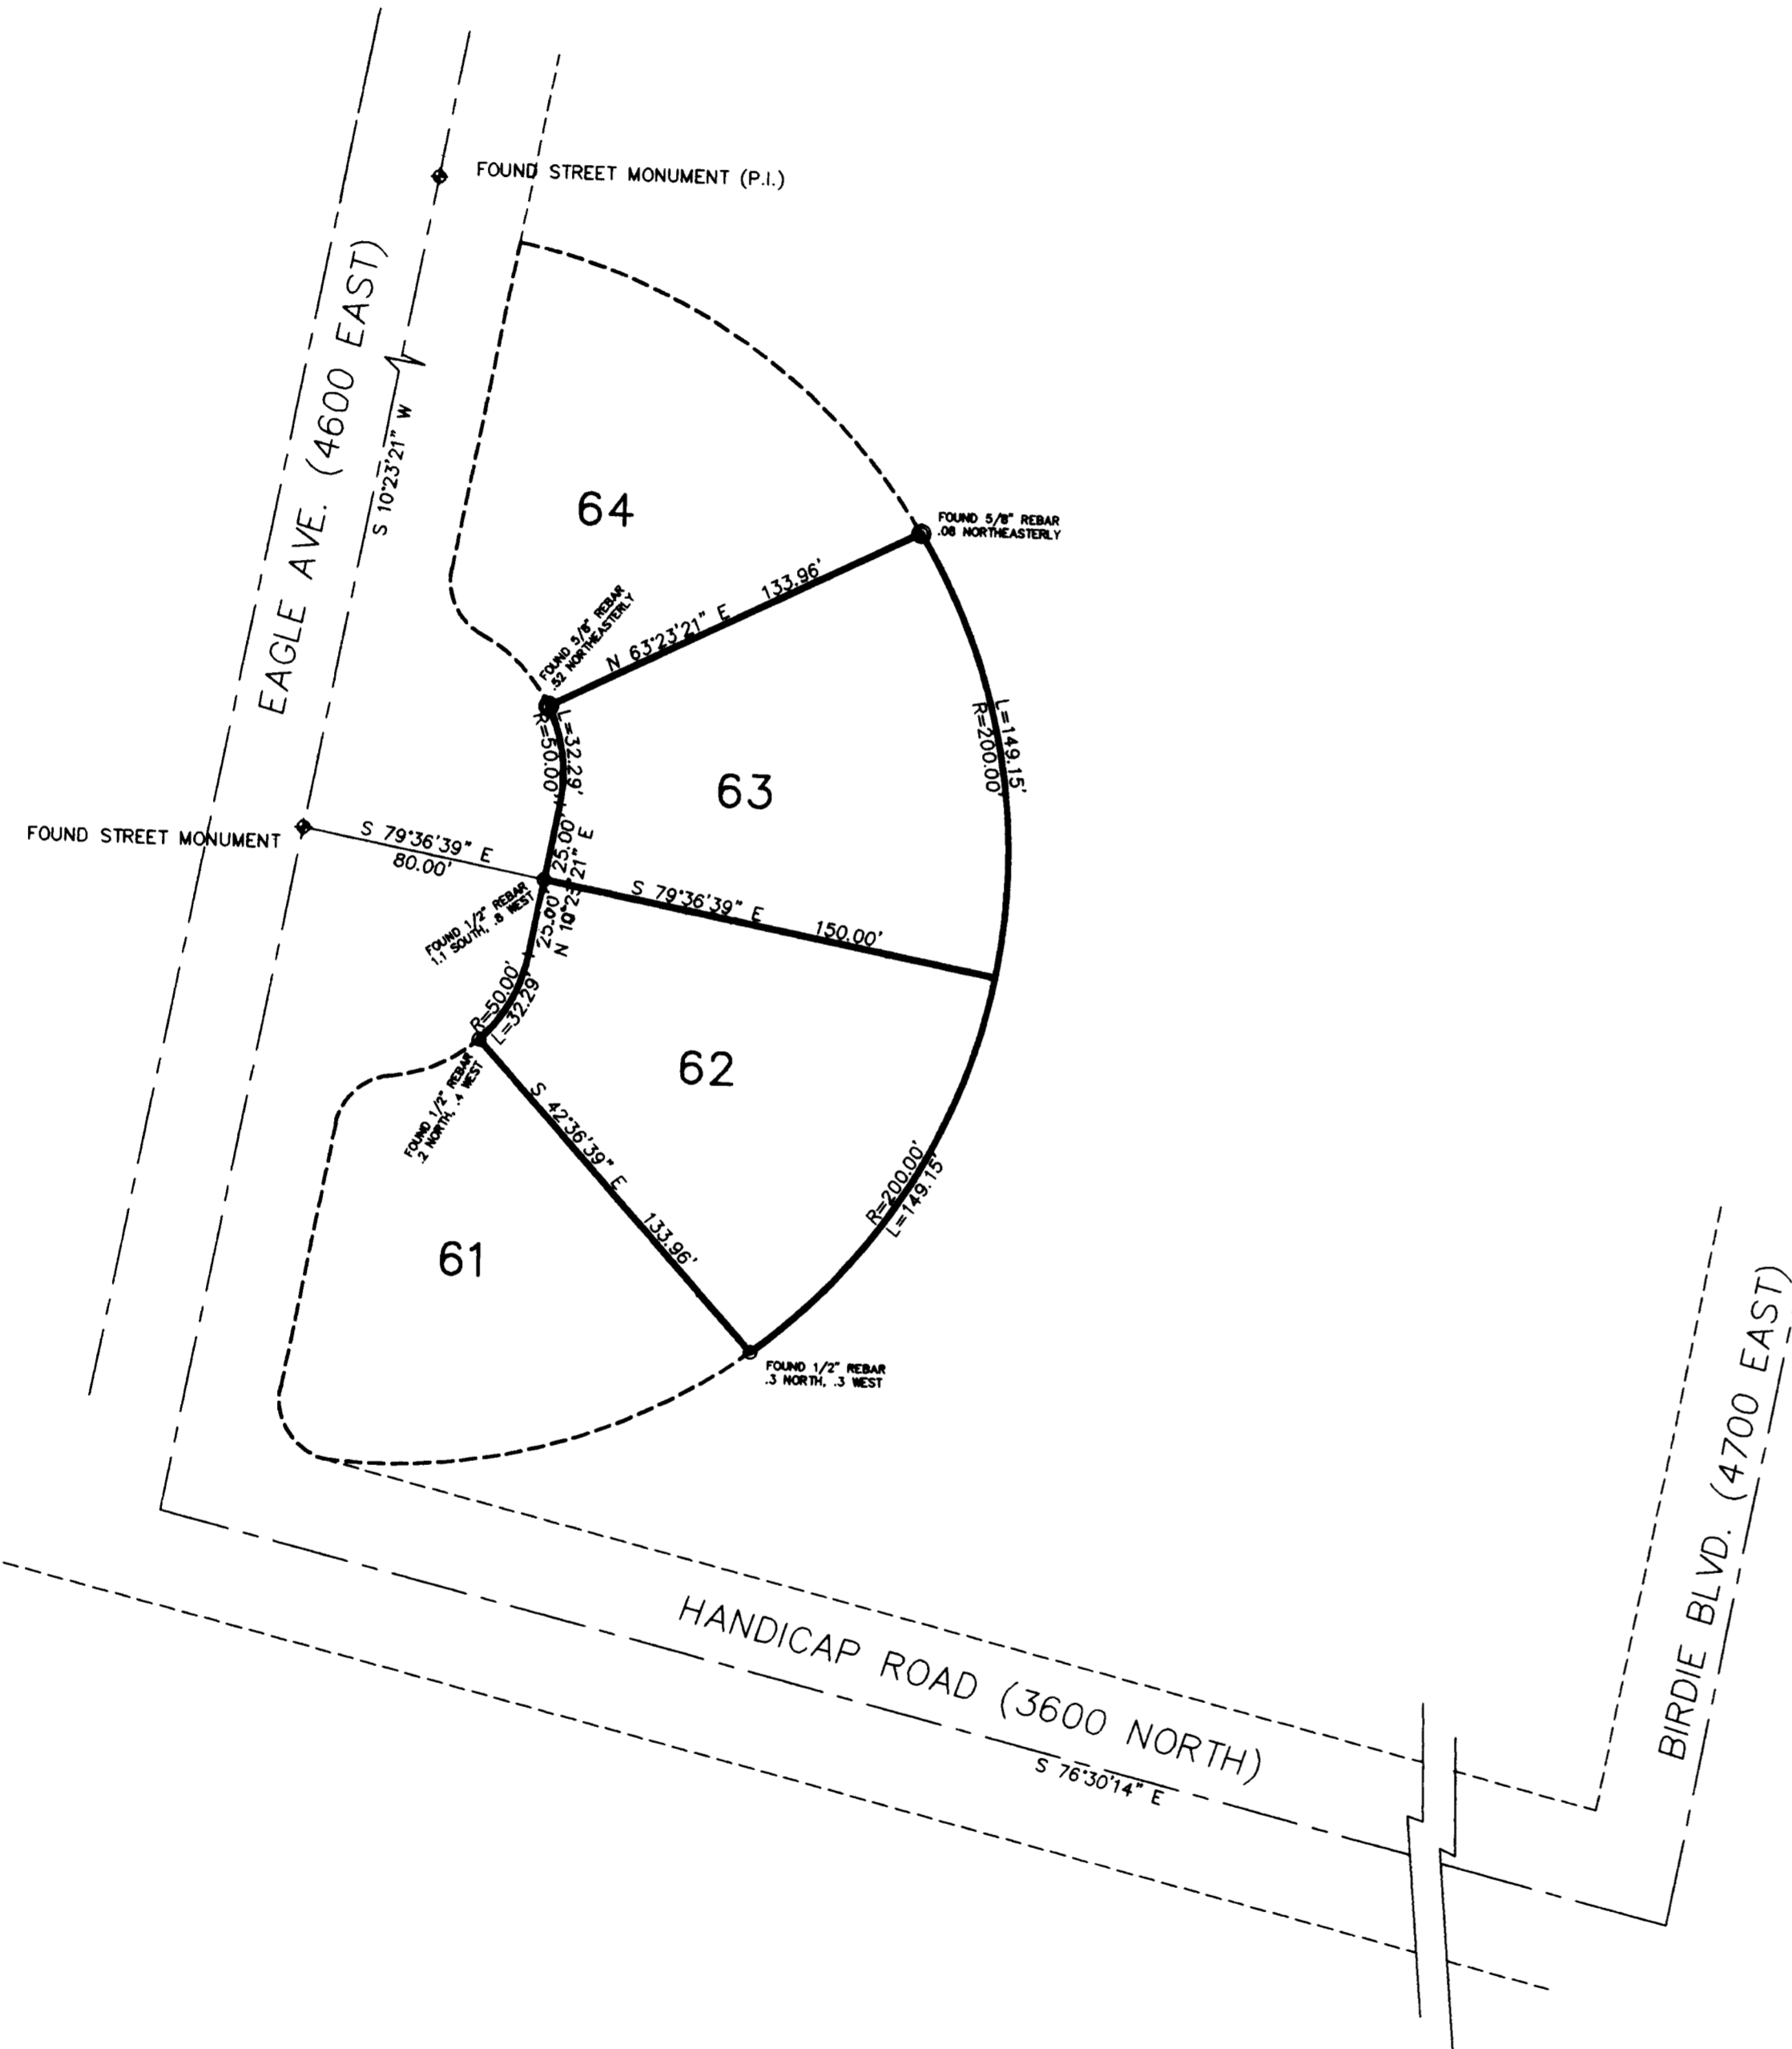 FOUND STREET MONUMENT (P.I.)
EAGLE AVE. (4600 EAST)
S 10°23'21" W
64
FOUND 5/8" REBAR
.08 NORTHEASTERLY
133.96'
N 63°23'21" E
FOUND 5/8" REBAR
.52 NORTHEASTERLY
L=32.29'
R=50.00'
L=149.15'
R=200.00'
63
FOUND STREET MONUMENT
S 79°36'39" E
80.00'
25.00'
N 10°23'21" E
25.00'
S 79°36'39" E
150.00'
FOUND 1/2" REBAR
1.1 SOUTH, .8 WEST
R=50.00'
L=32.29'
62
FOUND 1/2" REBAR
.2 NORTH, .4 WEST
S 42°36'39" E
133.96'
R=200.00'
L=149.15'
61
FOUND 1/2" REBAR
.3 NORTH, .3 WEST
HANDICAP ROAD (3600 NORTH)
S 76°30'14" E
BIRDIE BLVD. (4700 EAST)